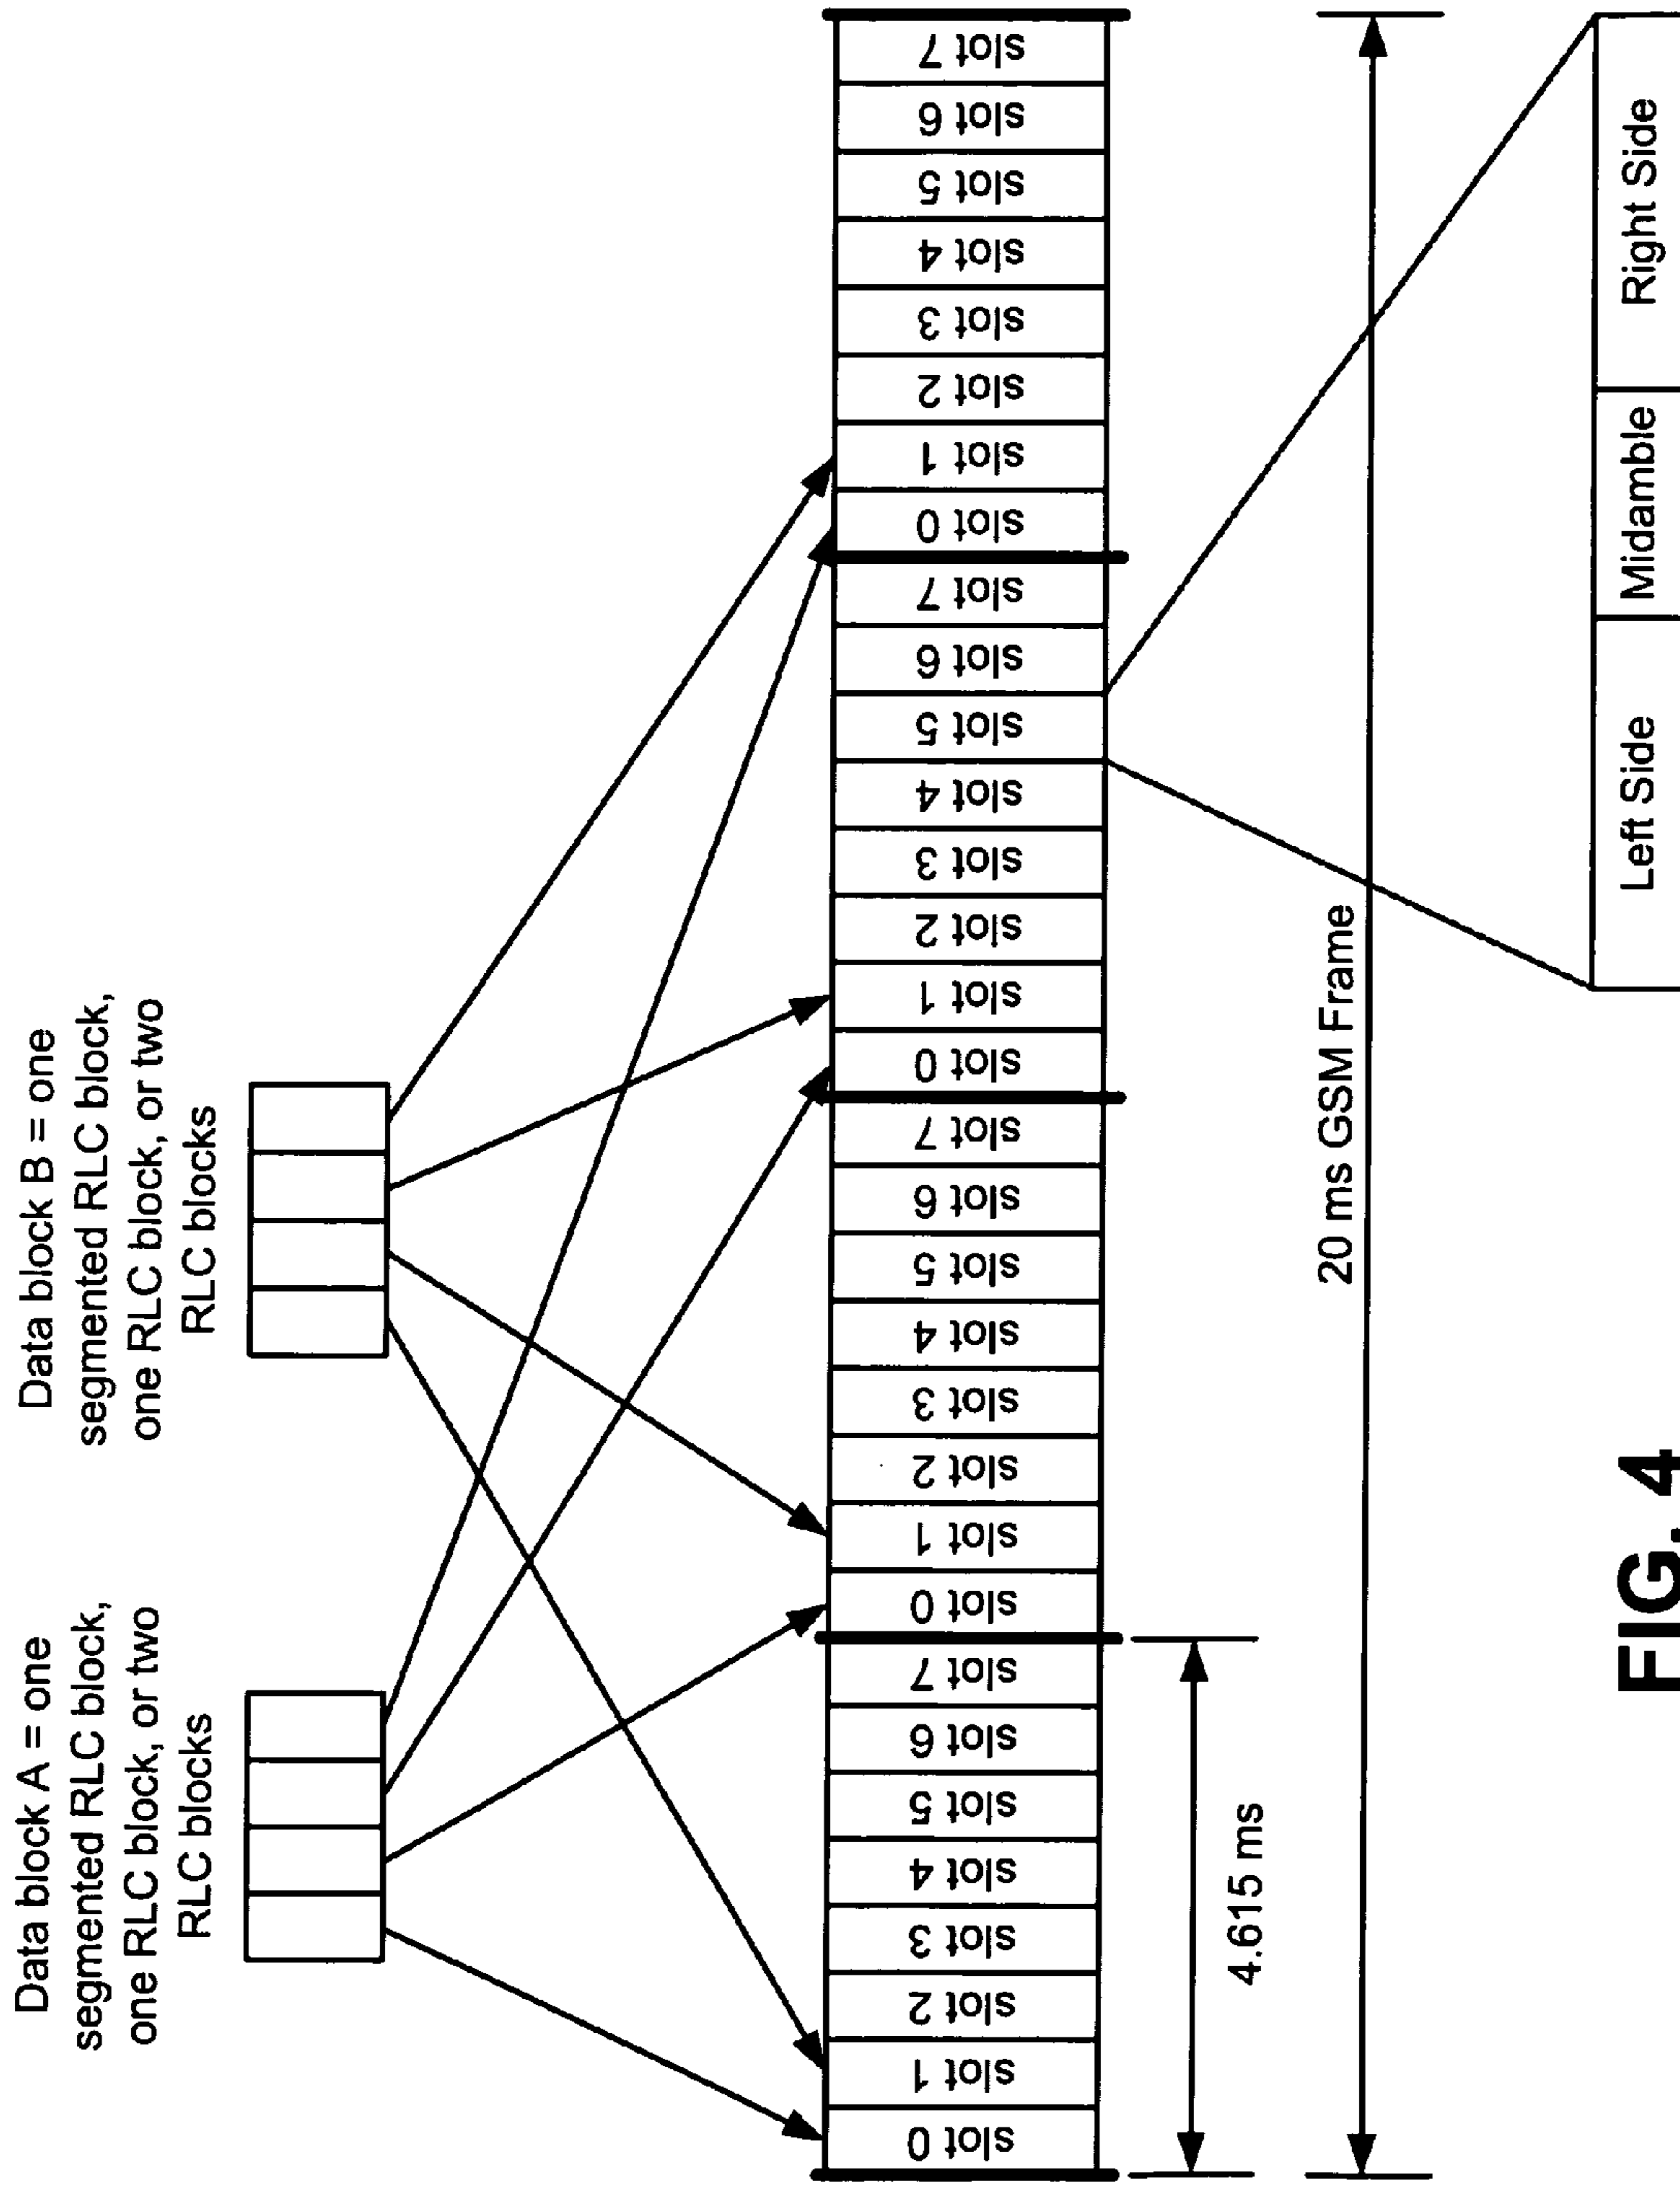 Data block A = one
segmented RLC block,
one RLC block, or two
RLC blocks
Data block B = one
segmented RLC block,
one RLC block, or two
RLC blocks
slot 0
slot 1
slot 2
slot 3
slot 4
slot 5
slot 6
slot 7
slot 0
slot 1
slot 2
slot 3
slot 4
slot 5
slot 6
slot 7
slot 0
slot 1
slot 2
slot 3
slot 4
slot 5
slot 6
slot 7
slot 0
slot 1
slot 2
slot 3
slot 4
slot 5
slot 6
slot 7
4.615 ms
20 ms GSM Frame
Left Side
Midamble
Right Side
FIG. 4